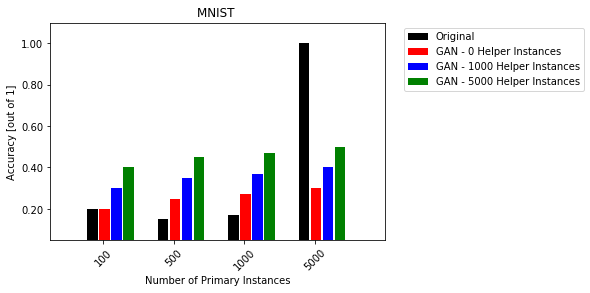 MNIST
Original
GAN - 0 Helper Instances
GAN - 1000 Helper Instances
GAN - 5000 Helper Instances
Accuracy [out of 1]
1.00
0.80
0.60
0.40
0.20
100
500
1000
5000
Number of Primary Instances